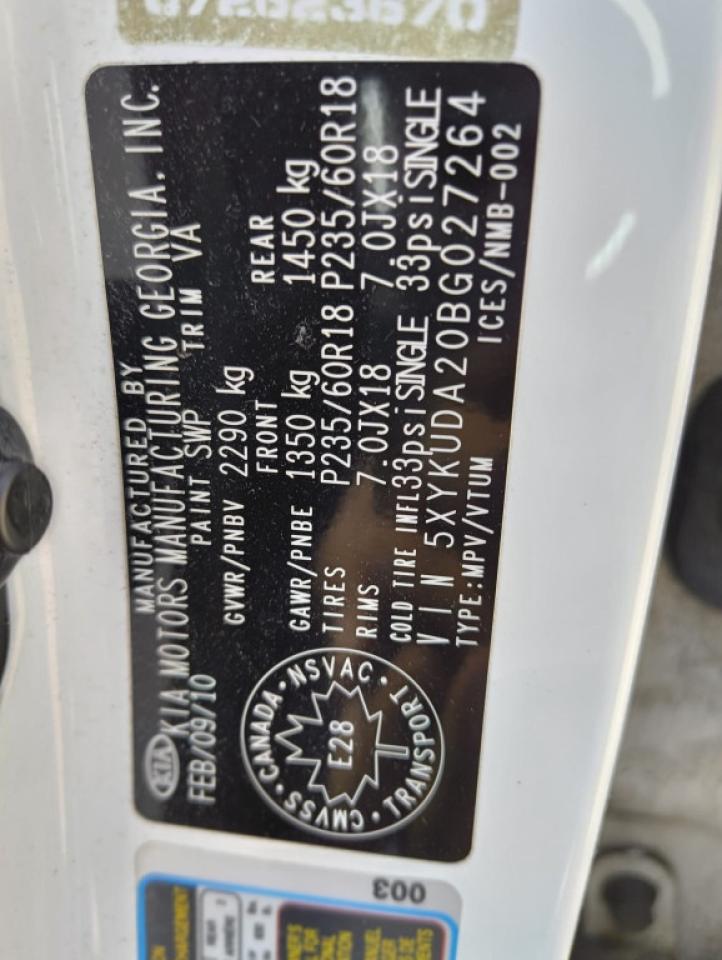 KIA
MANUFACTURED BY
KIA MOTORS MANUFACTURING GEORGIA, INC.
FEB/09/10 PAINT SWP TRIM VA
GVWR/PNBV 2290 kg
FRONT REAR
GAWR/PNBE 1350 kg 1450 kg
TIRES P235/60R18 P235/60R18
RIMS 7.0JX18 7.0JX18
COLD TIRE INFL 33psiSINGLE 33psiSINGLE
VIN 5XYKUDA20BG027264
TYPE:MPV/VTUM ICES/NMB-002
CANADA · NSVAC · TRANSPORT · CMVSS ·
E28
003